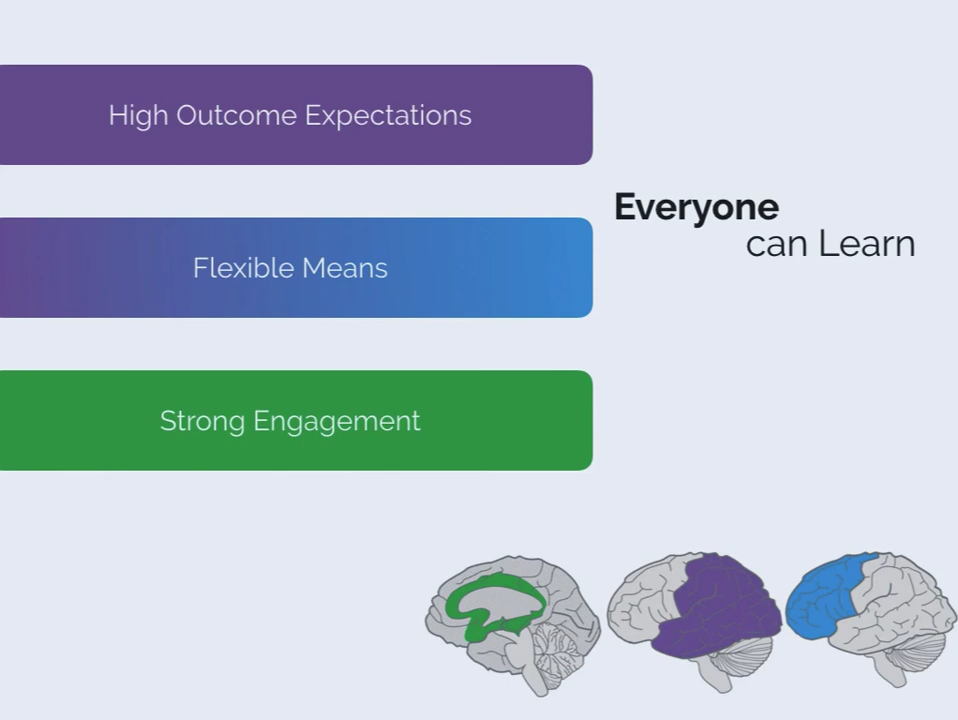 High Outcome Expectations
Everyone
can Learn
Flexible Means
Strong Engagement